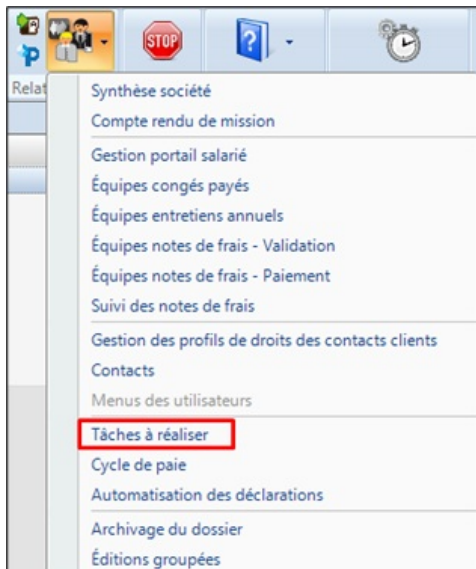 STOP
?
Relat
Synthèse société
Compte rendu de mission
Gestion portail salarié
Équipes congés payés
Équipes entretiens annuels
Équipes notes de frais - Validation
Équipes notes de frais - Paiement
Suivi des notes de frais
Gestion des profils de droits des contacts clients
Contacts
Menus des utilisateurs
Tâches à réaliser
Cycle de paie
Automatisation des déclarations
Archivage du dossier
Éditions groupées